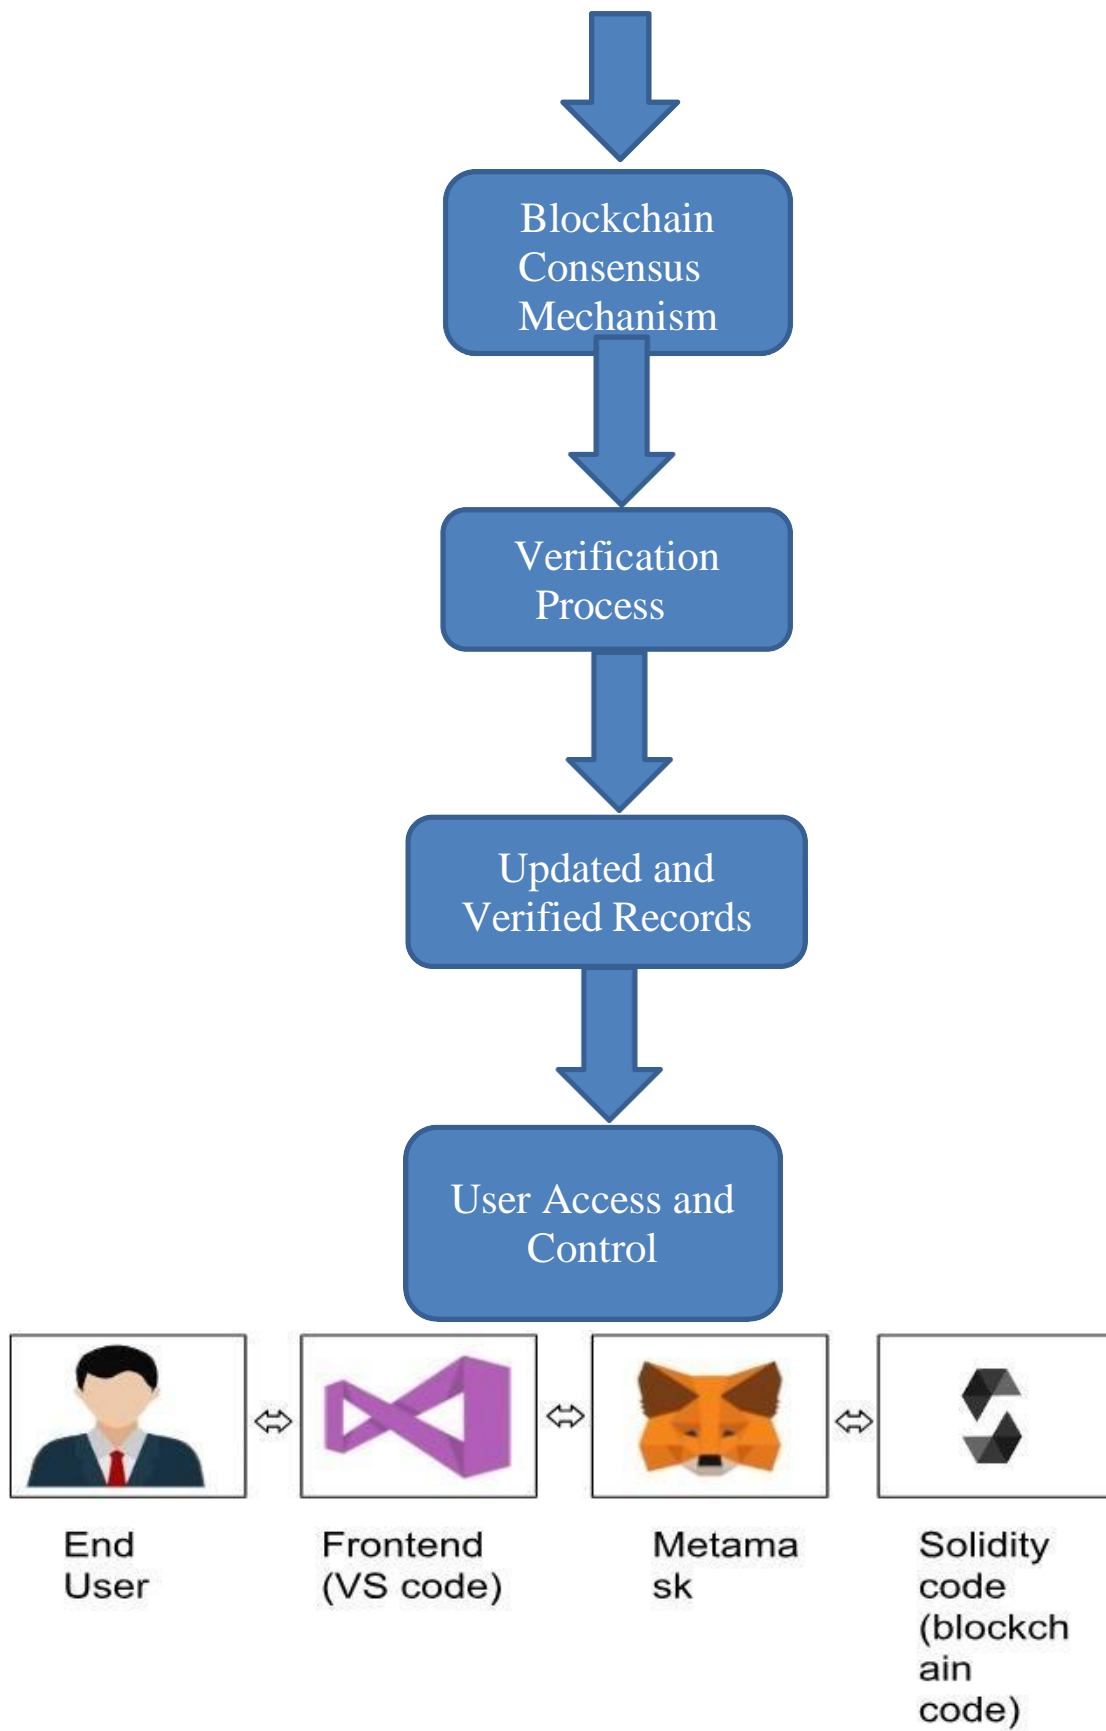 Blockchain
Consensus
Mechanism
Verification
Process
Updated and
Verified Records
User Access and
Control
End
User
Frontend
(VS code)
Metama
sk
Solidity
code
(blockch
ain
code)